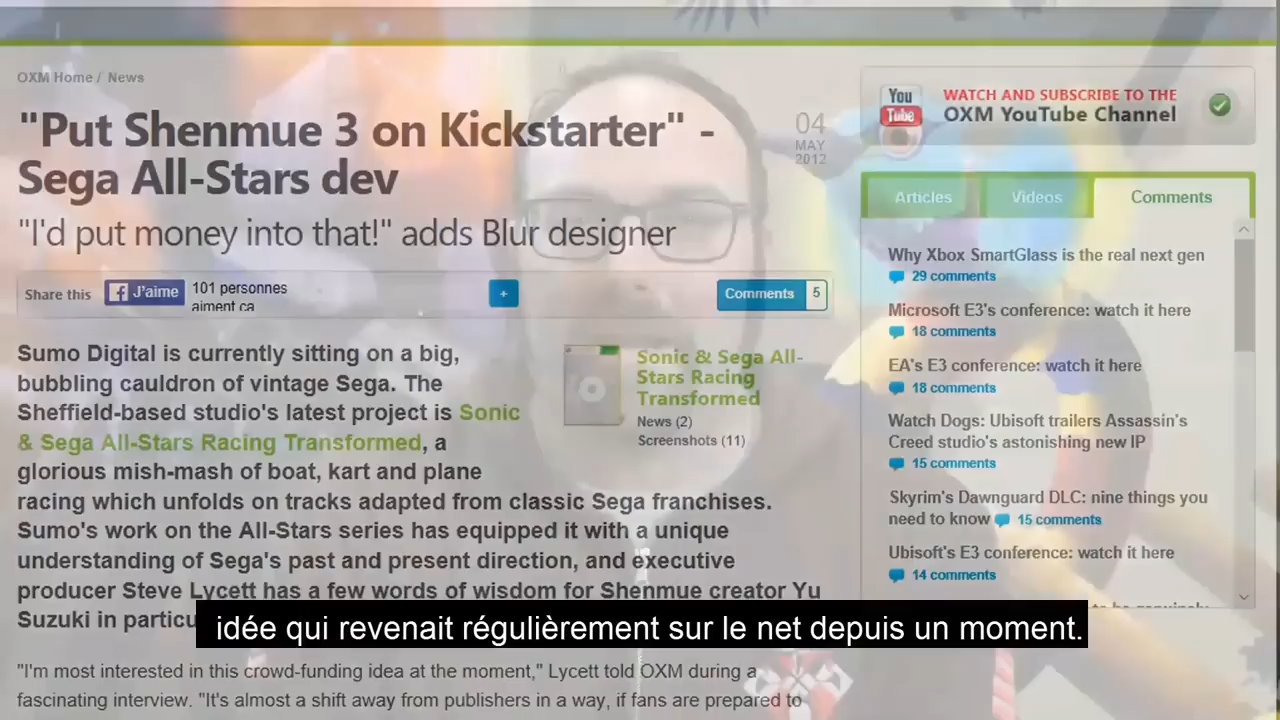 OXM Home / News
"Put Shenmue 3 on Kickstarter" -
Sega All-Stars dev
04
MAY
2012
"I'd put money into that!" adds Blur designer
Share this
J'aime
101 personnes
aiment ça
+
Comments 5
Sumo Digital is currently sitting on a big,
bubbling cauldron of vintage Sega. The
Sheffield-based studio's latest project is Sonic
& Sega All-Stars Racing Transformed, a
glorious mish-mash of boat, kart and plane
racing which unfolds on tracks adapted from classic Sega franchises.
Sumo's work on the All-Stars series has equipped it with a unique
understanding of Sega's past and present direction, and executive
producer Steve Lycett has a few words of wisdom for Shenmue creator Yu
Suzuki in
Sonic & Sega All-
Stars Racing
Transformed
News (2)
Screenshots (11)
"I'm most interested in this crowd-funding idea at the moment," Lycett told OXM during a
fascinating interview. "It's almost a shift away from publishers in a way, if fans are prepared to
You
Tube
WATCH AND SUBSCRIBE TO THE
OXM YouTube Channel
Articles
Videos
Comments
Why Xbox SmartGlass is the real next gen
29 comments
Microsoft E3's conference: watch it here
18 comments
EA's E3 conference: watch it here
18 comments
Watch Dogs: Ubisoft trailers Assassin's
Creed studio's astonishing new IP
15 comments
Skyrim's Dawnguard DLC: nine things you
need to know 15 comments
Ubisoft's E3 conference: watch it here
14 comments
idée qui revenait régulièrement sur le net depuis un moment.